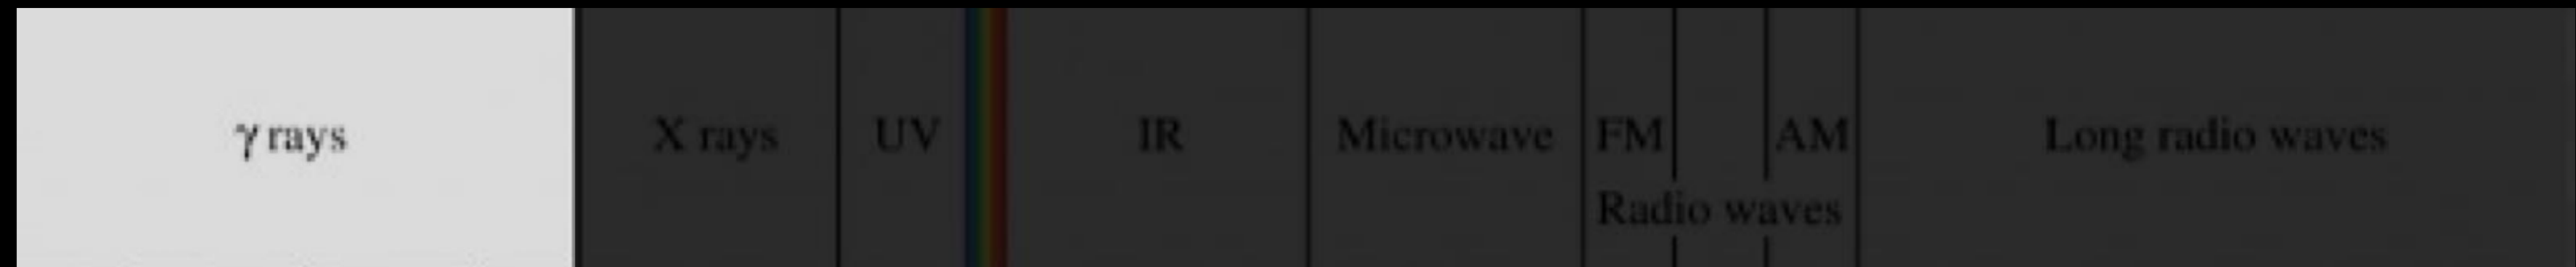 γ rays
X rays
UV
IR
Microwave
FM
AM
Radio waves
Long radio waves